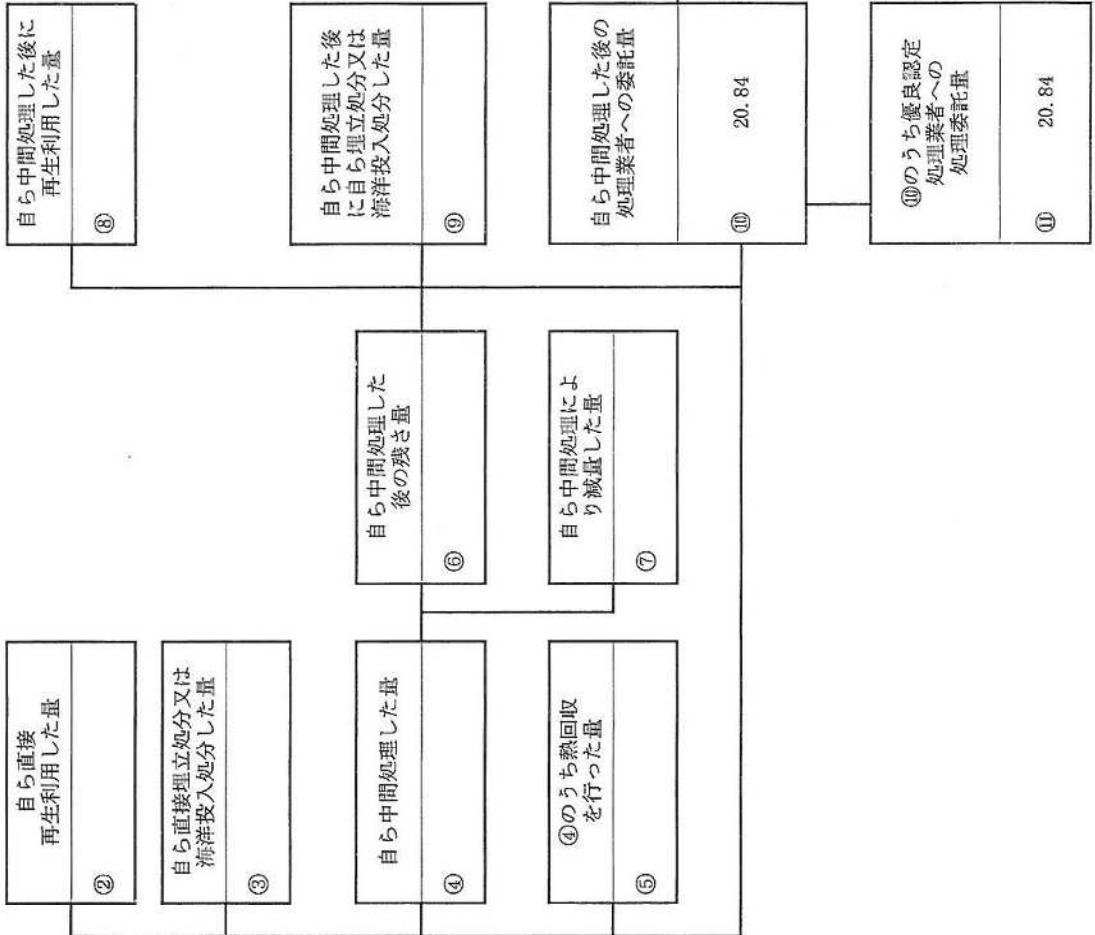 自ら直接
再生利用した量
②
自ら直接埋立処分又は
海洋投入処分した量
③
自ら中間処理した量
④
④のうち熱回収
を行った量
⑤
自ら中間処理した
後の残さ量
⑥
自ら中間処理によ
り減量した量
⑦
自ら中間処理した後に
再生利用した量
⑧
自ら中間処理した後
に自ら埋立処分又は
海洋投入処分した量
⑨
自ら中間処理した後の
処理業者への委託量
⑩ 20.84
⑩のうち優良認定
処理業者への
処理委託量
⑪ 20.84